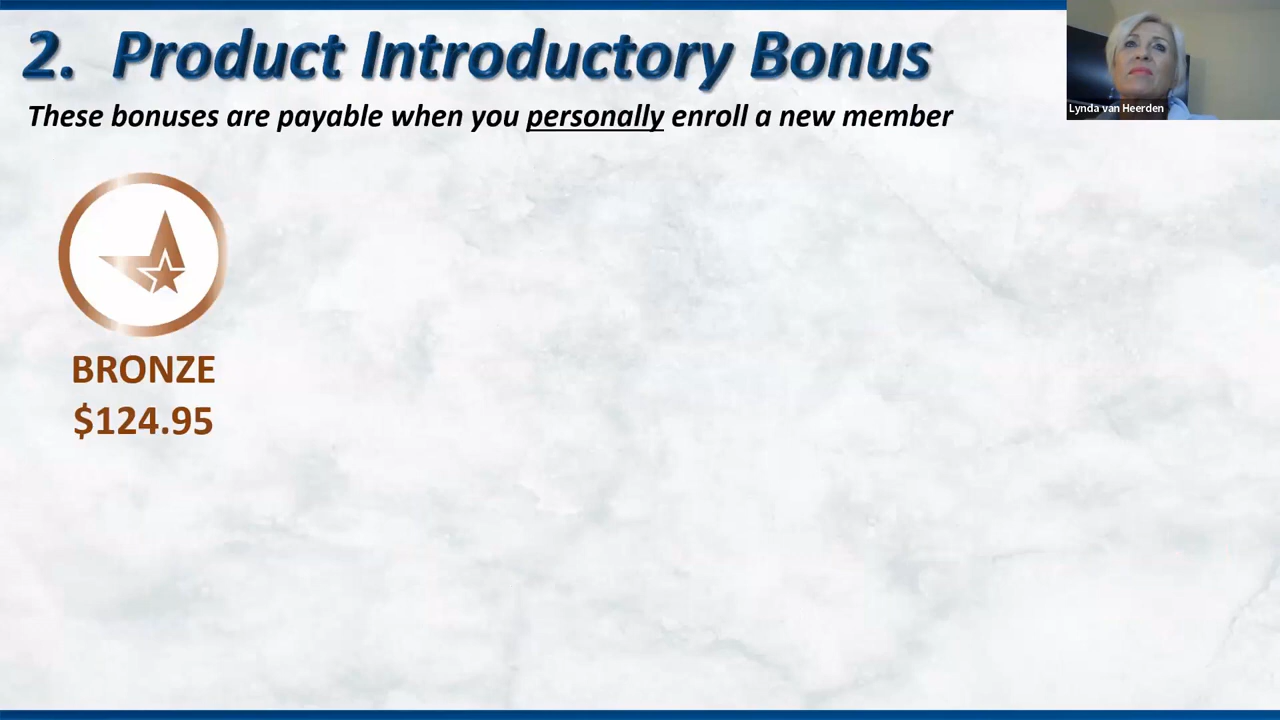 2. Product Introductory Bonus
These bonuses are payable when you personally enroll a new member
Lynda van Heerden
BRONZE
$124.95